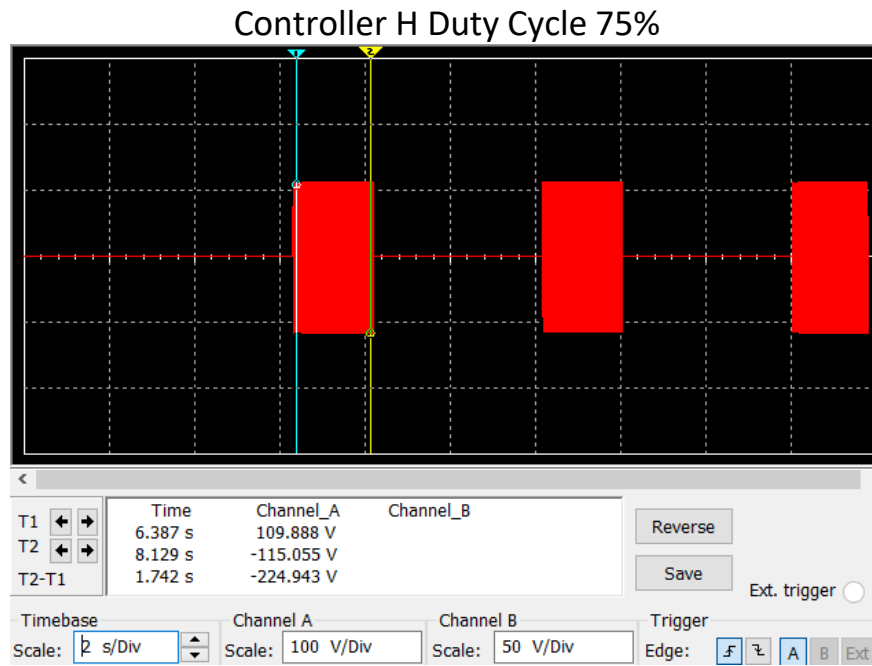 Controller H Duty Cycle 75%
1 2
<
T1
T2
T2-T1
Time Channel_A Channel_B
6.387 s 109.888 V
8.129 s -115.055 V
1.742 s -224.943 V
Reverse
Save
Ext. trigger
Timebase
Scale: 2 s/Div
Channel A
Scale: 100 V/Div
Channel B
Scale: 50 V/Div
Trigger
Edge: A B Ext